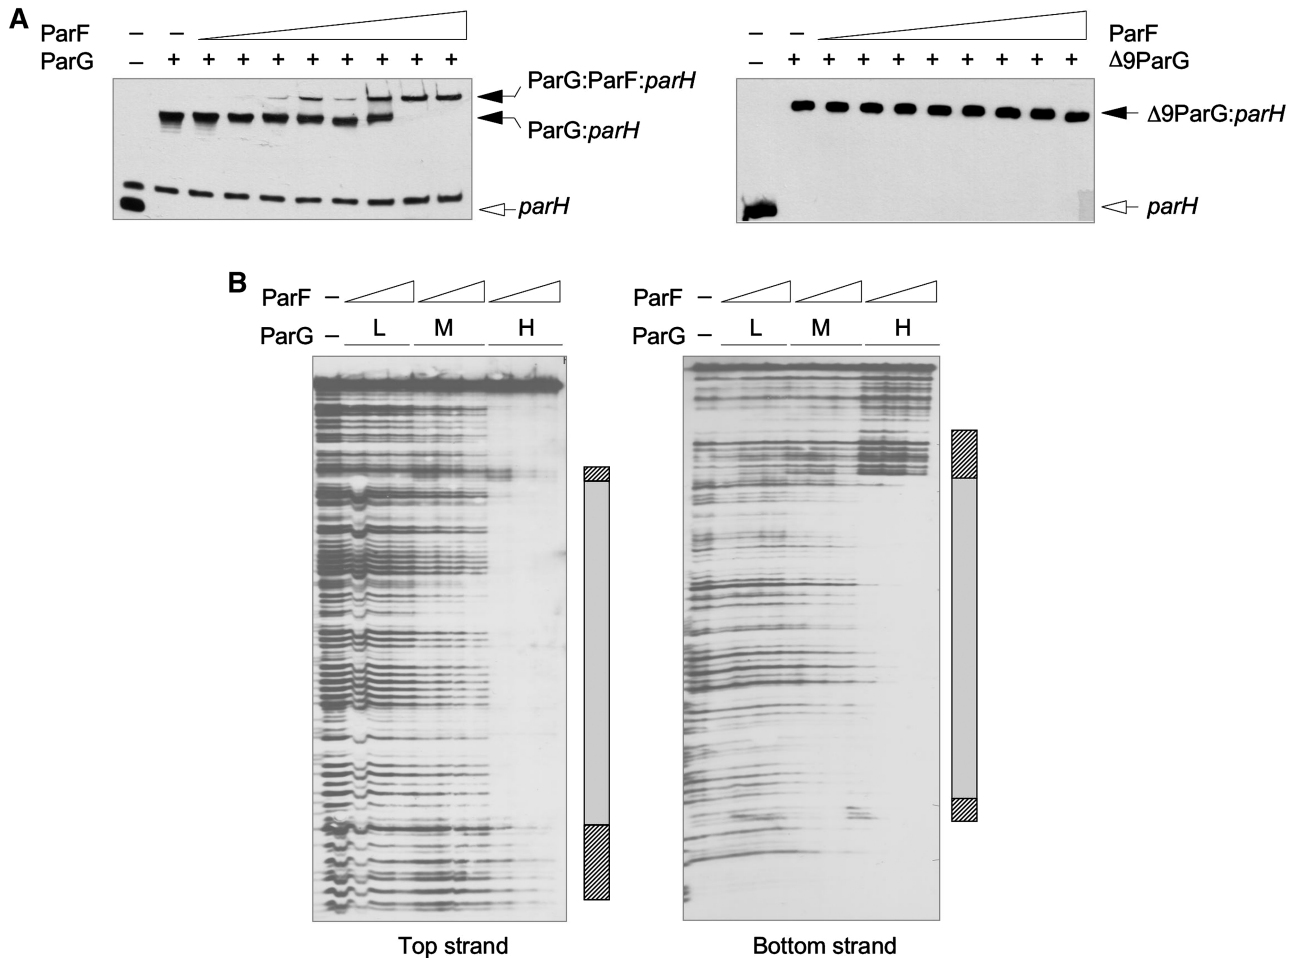 A
ParF – –
ParG – + + + + + + + + +
ParG:ParF:parH
ParG:parH
parH
– – ParF
– + + + + + + + + + Δ9ParG
Δ9ParG:parH
parH
B
ParF –
ParG – L M H
Top strand
ParF –
ParG – L M H
Bottom strand